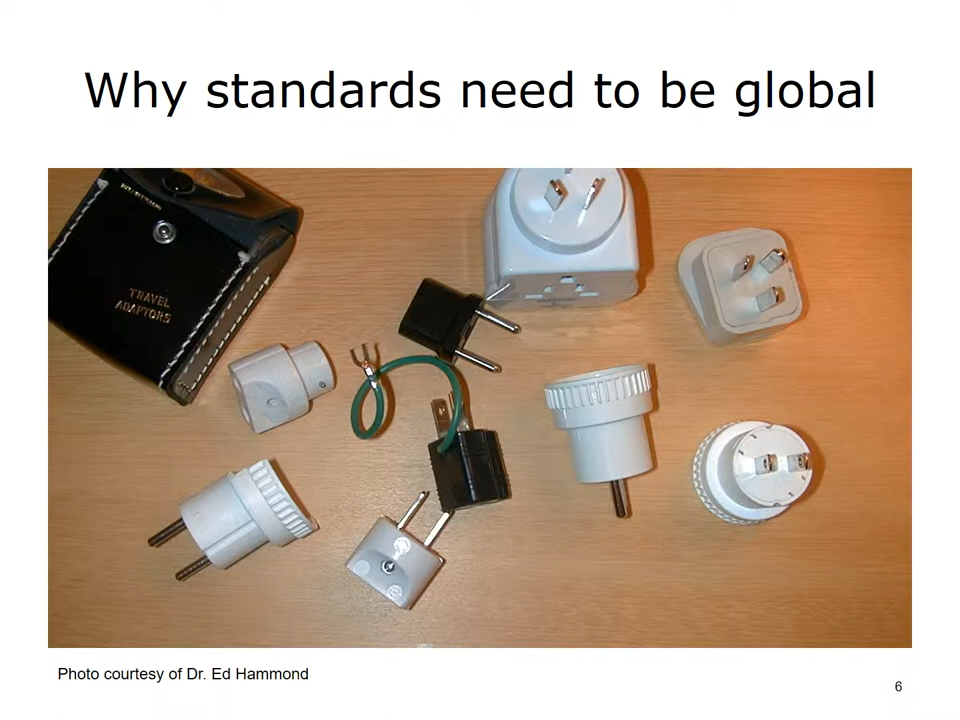 Why standards need to be global
TRAVEL
ADAPTORS
Photo courtesy of Dr. Ed Hammond
6